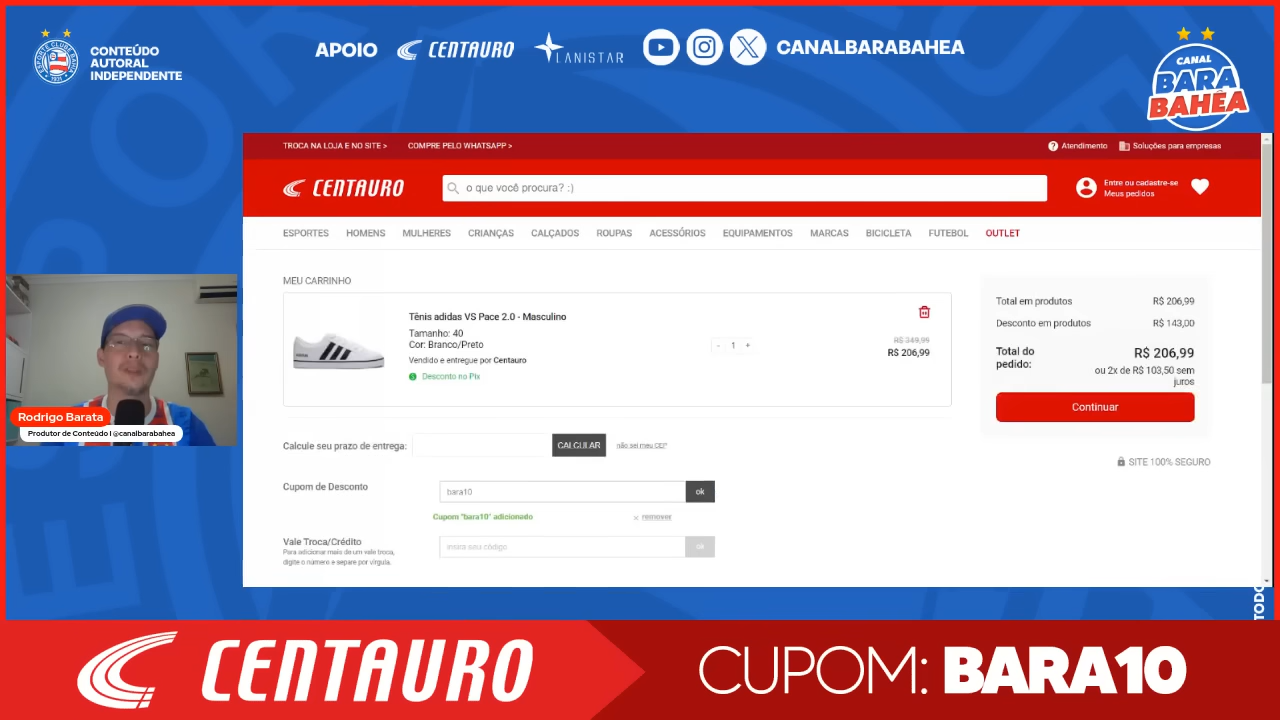 CONTEÚDO
AUTORAL
INDEPENDENTE
ESPORTE CLUBE BAHIA
1931
APOIO
CENTAURO
LANISTAR
CANALBARABAHEA
CANAL
BARA
BAHÊA
TROCA NA LOJA E NO SITE >
COMPRE PELO WHATSAPP >
Atendimento
Soluções para empresas
CENTAURO
o que você procura? :)
Entre ou cadastre-se
Meus pedidos
ESPORTES HOMENS MULHERES CRIANÇAS CALÇADOS ROUPAS ACESSÓRIOS EQUIPAMENTOS MARCAS BICICLETA FUTEBOL OUTLET
MEU CARRINHO
Tênis adidas VS Pace 2.0 - Masculino
Tamanho: 40
Cor: Branco/Preto
Vendido e entregue por Centauro
Desconto no Pix
- 1 +
R$ 349,99
R$ 206,99
Total em produtos R$ 206,99
Desconto em produtos R$ 143,00
Total do pedido: R$ 206,99
ou 2x de R$ 103,50 sem juros
Continuar
SITE 100% SEGURO
Calcule seu prazo de entrega:
CALCULAR
não sei meu CEP
Cupom de Desconto
bara10
ok
Cupom "bara10" adicionado
× remover
Vale Troca/Crédito
Para adicionar mais de um vale troca,
digite o número e separe por vírgula.
insira seu código
ok
Rodrigo Barata
Produtor de Conteúdo | @canalbarabahea
TODO
CENTAURO
CUPOM: BARA10